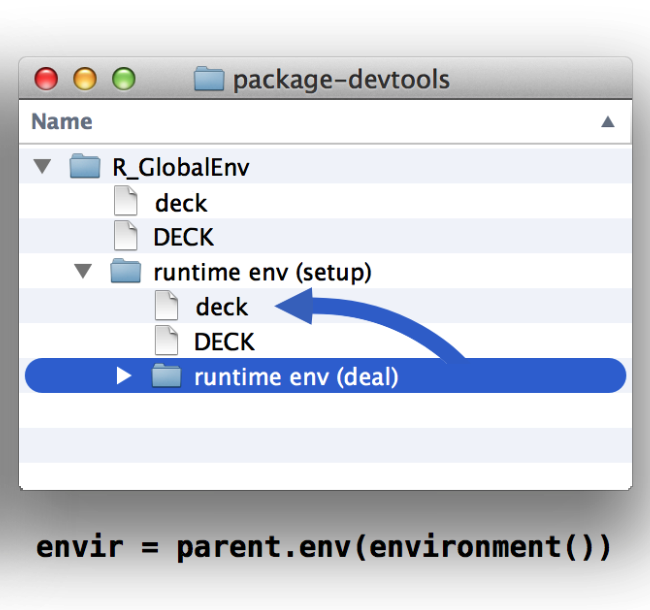 package-devtools
Name
R_GlobalEnv
deck
DECK
runtime env (setup)
deck
DECK
runtime env (deal)
envir = parent.env(environment())